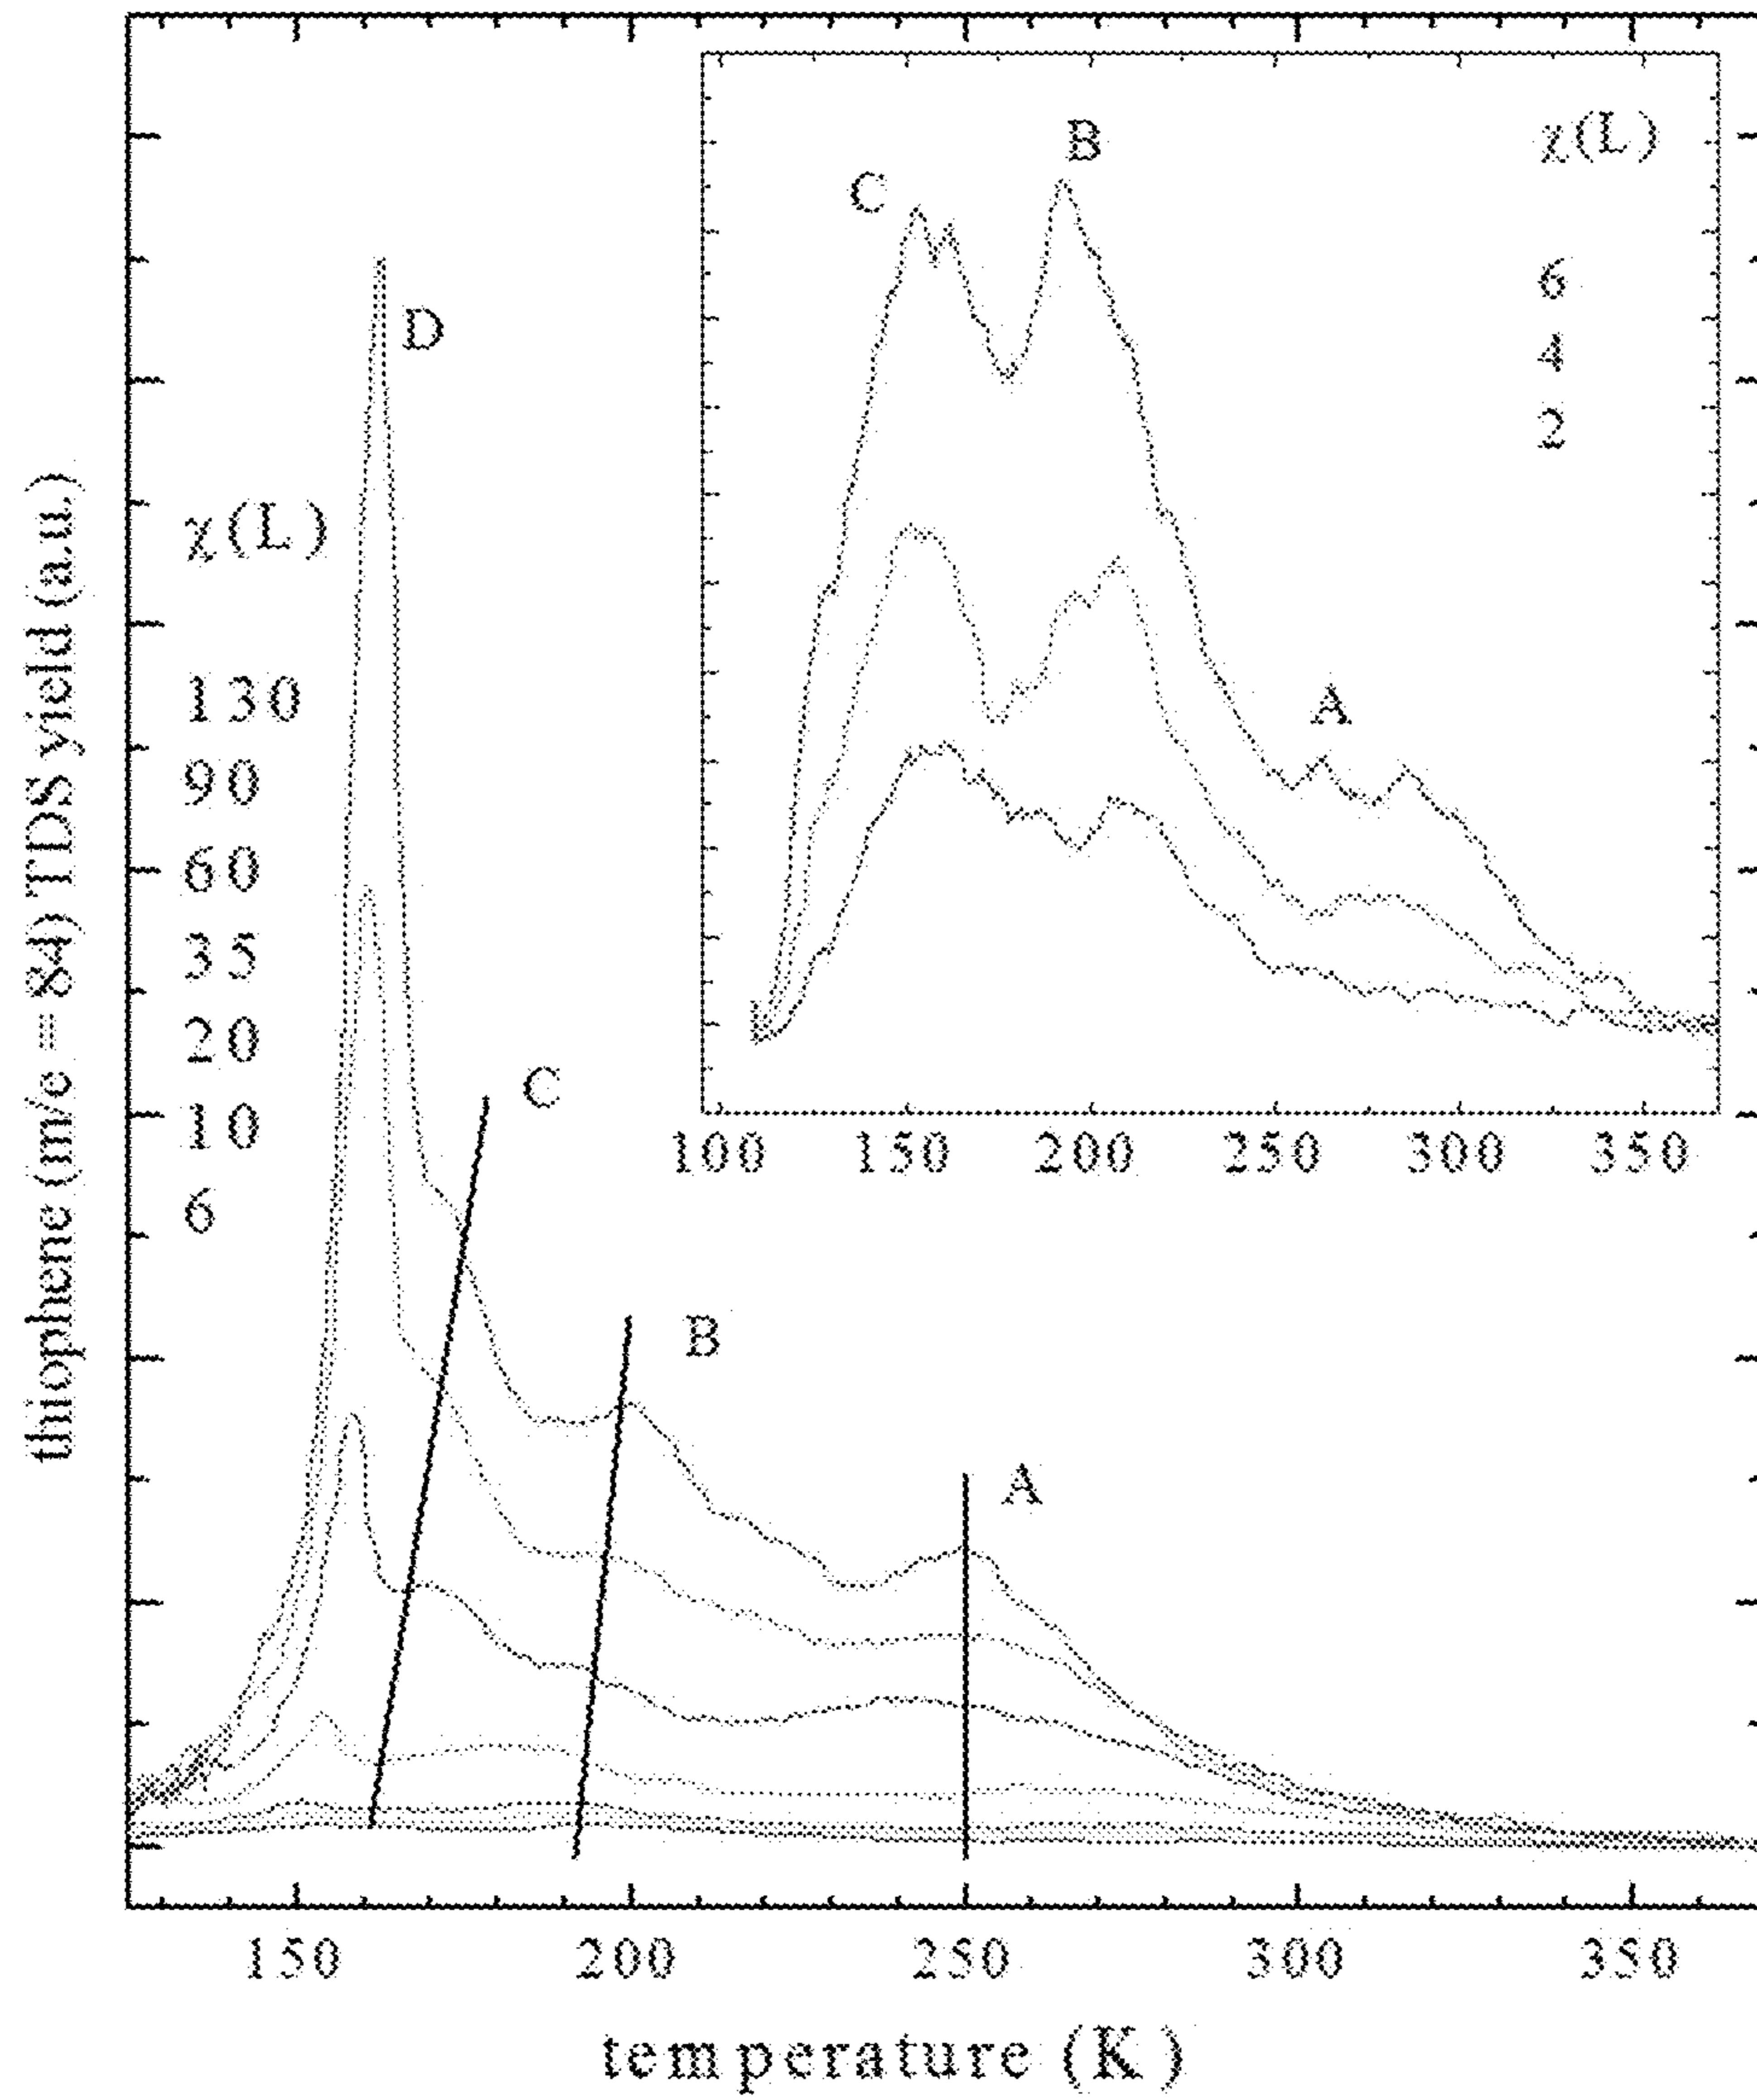 thiophene (m/e = 84) TDS yield (a.u.)
D
χ(L)
130
90
60
35
20
10
6
C
B
A
150 200 250 300 350
temperature (K)
C
B
A
χ(L)
6
4
2
100 150 200 250 300 350